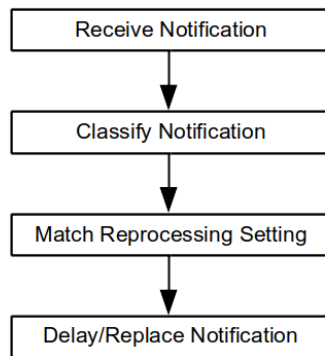 Receive Notification
Classify Notification
Match Reprocessing Setting
Delay/Replace Notification